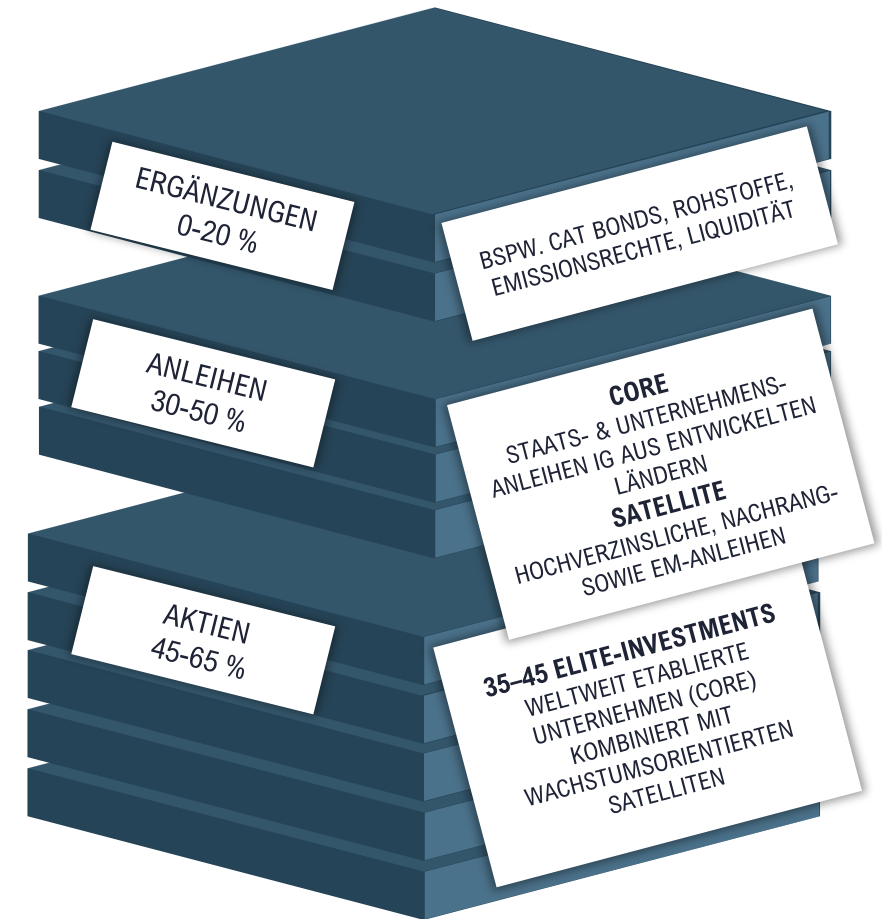 ERGÄNZUNGEN
0-20 %
BSPW. CAT BONDS, ROHSTOFFE,
EMISSIONSRECHTE, LIQUIDITÄT
ANLEIHEN
30-50 %
CORE
STAATS- & UNTERNEHMENS-
ANLEIHEN IG AUS ENTWICKELTEN
LÄNDERN
SATELLITE
HOCHVERZINSLICHE, NACHRANG-
SOWIE EM-ANLEIHEN
AKTIEN
45-65 %
35–45 ELITE-INVESTMENTS
WELTWEIT ETABLIERTE
UNTERNEHMEN (CORE)
KOMBINIERT MIT
WACHSTUMSORIENTIERTEN
SATELLITEN